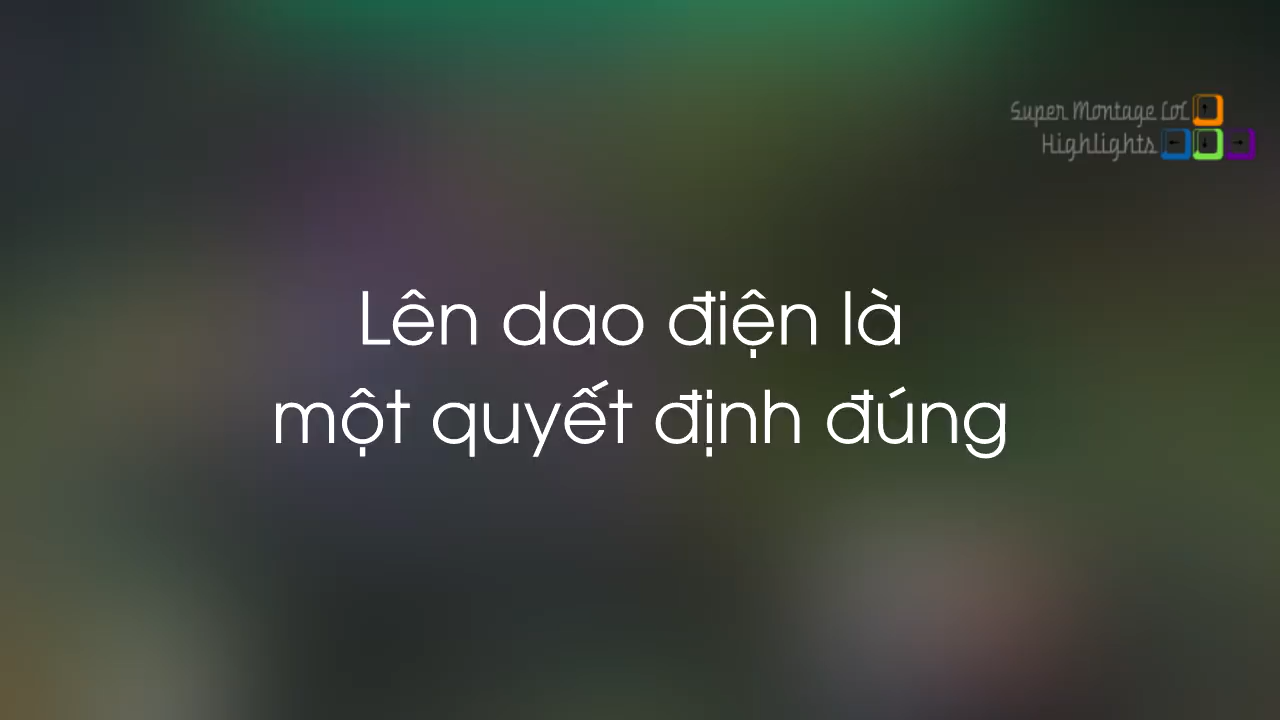 Super Montage LoL
Highlights
Lên dao điện là
một quyết định đúng